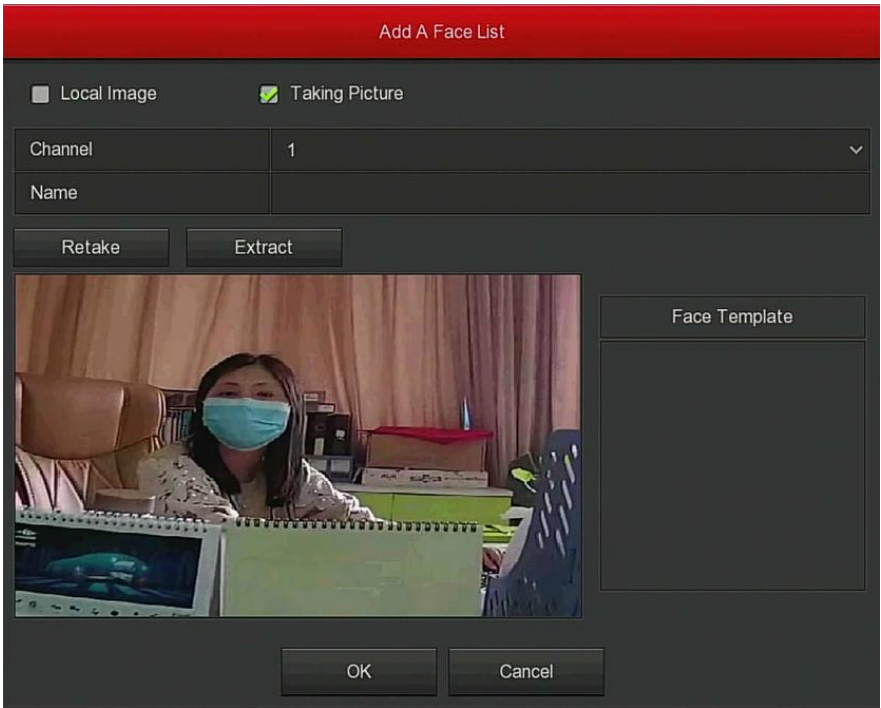 Add A Face List
Local Image Taking Picture
Channel 1
Name
Retake Extract
Face Template
OK Cancel